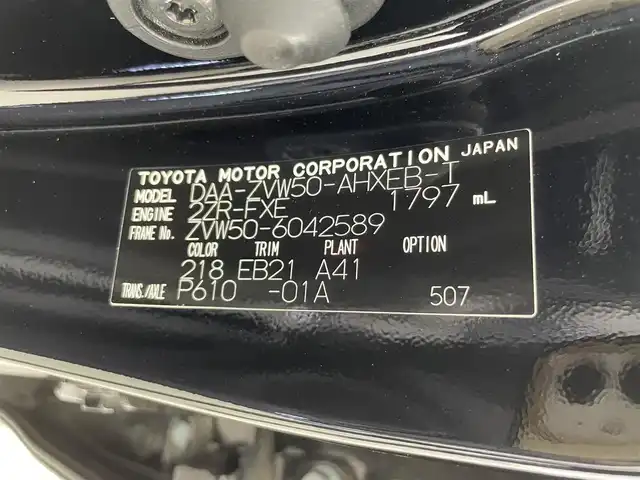 TOYOTA MOTOR CORPORATION JAPAN
MODEL DAA-ZVW50-AHXEB-T
ENGINE 2ZR-FXE 1797 mL
FRAME No. ZVW50-6042589
COLOR TRIM PLANT OPTION
218 EB21 A41
TRANS./AXLE P610 -01A 507